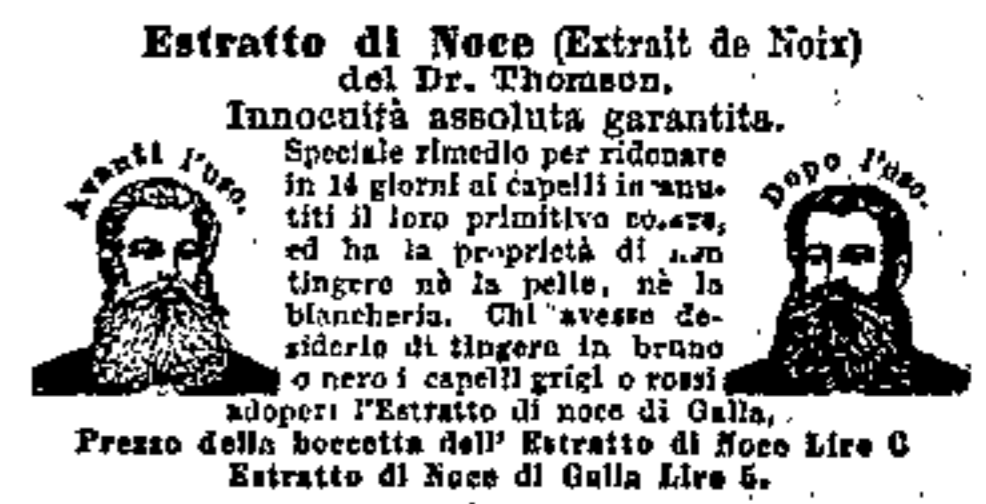 Estratto di Noce (Extrait de Noix)
del Dr. Thomson.
Innocuità assoluta garantita.
Avanti l'uso.
Dopo l'uso.
Speciale rimedio per ridonare
in 14 giorni ai capelli in
titi il loro primitivo
ed ha la proprietà di non
tingere nè la pelle, nè la
biancheria. Chi avesse de-
siderio di tingere in bruno
o nero i capelli grigi o rossi
adoperi l'Estratto di noce di Galla,
Prezzo della boccetta dell' Estratto di Noce Lire
Estratto di Noce di Galla Lire 5.